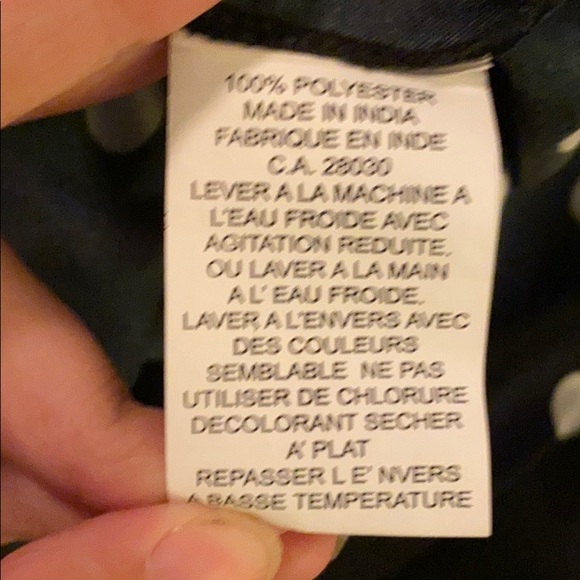 100% POLYESTER
MADE IN INDIA
FABRIQUE EN INDE
C.A. 28030
LEVER A LA MACHINE A
L'EAU FROIDE AVEC
AGITATION REDUITE,
OU LAVER A LA MAIN
A L' EAU FROIDE.
LAVER A L'ENVERS AVEC
DES COULEURS
SEMBLABLE NE PAS
UTILISER DE CHLORURE
DECOLORANT SECHER
A' PLAT
REPASSER L E' NVERS
A BASSE TEMPERATURE